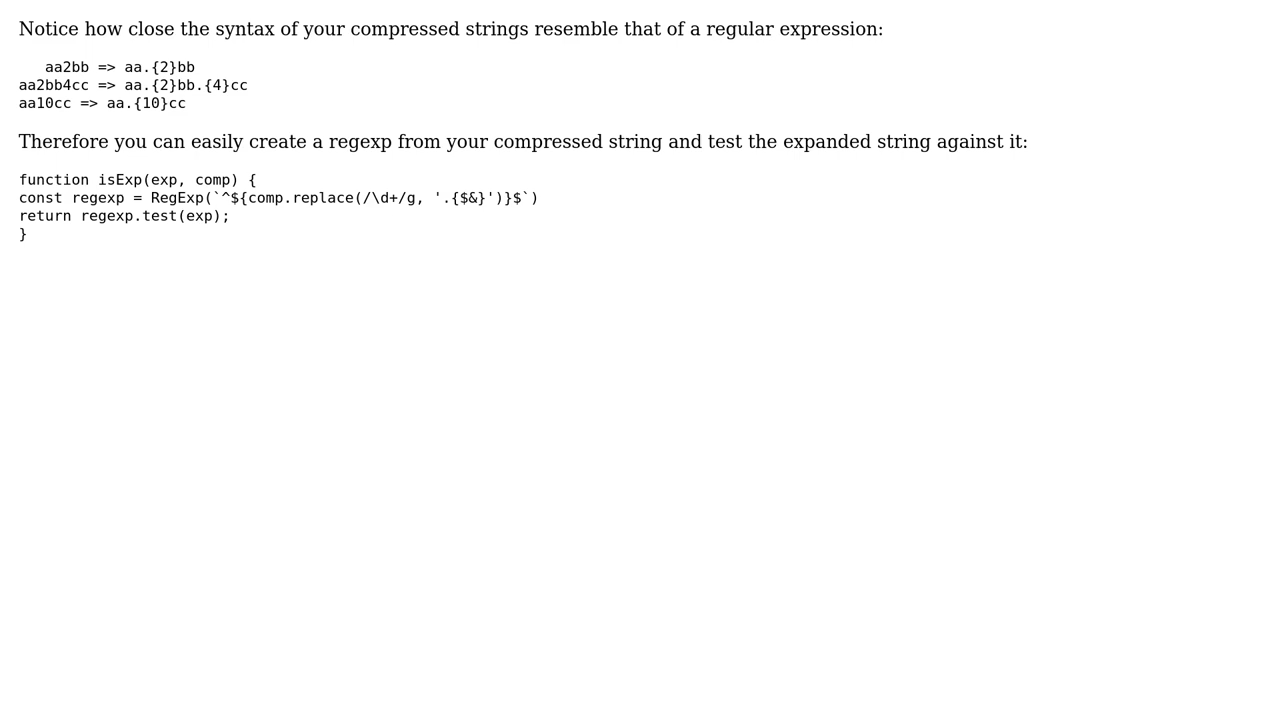 Notice how close the syntax of your compressed strings resemble that of a regular expression:
   aa2bb => aa.{2}bb
aa2bb4cc => aa.{2}bb.{4}cc
aa10cc => aa.{10}cc
Therefore you can easily create a regexp from your compressed string and test the expanded string against it:
function isExp(exp, comp) {
const regexp = RegExp(`^${comp.replace(/\d+/g, '.{$&}')}$`)
return regexp.test(exp);
}